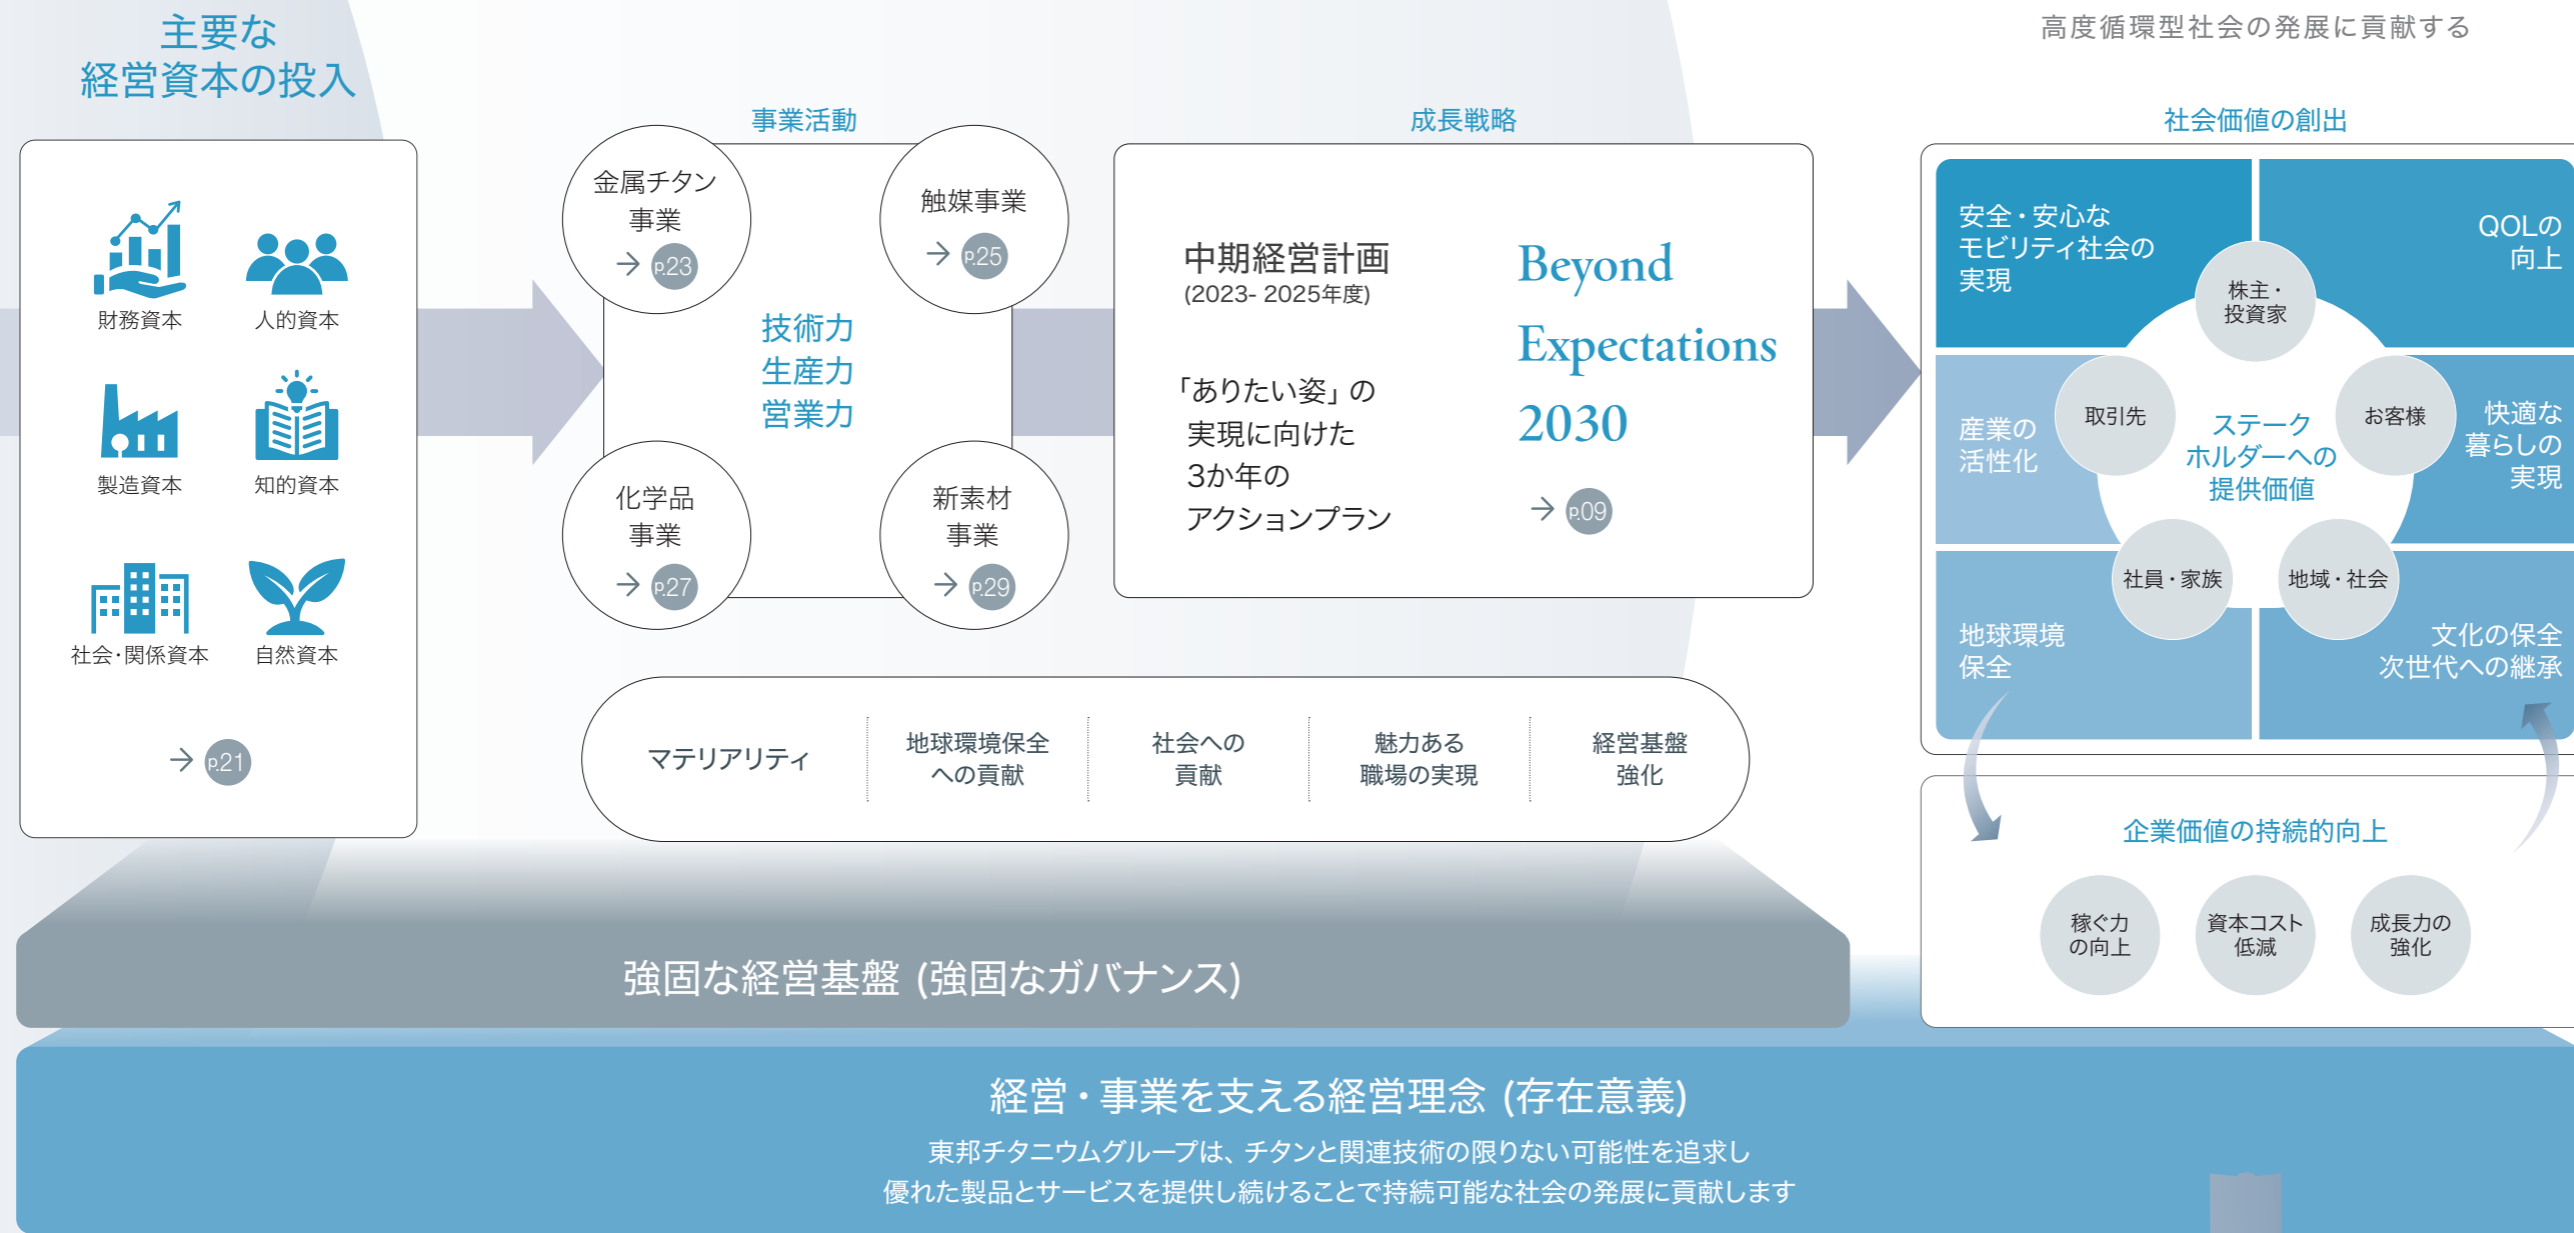 主要な
経営資本の投入
財務資本
人的資本
製造資本
知的資本
社会・関係資本
自然資本
→ p.21
事業活動
金属チタン
事業
→ p.23
触媒事業
→ p.25
技術力
生産力
営業力
化学品
事業
→ p.27
新素材
事業
→ p.29
成長戦略
中期経営計画
(2023- 2025年度)
「ありたい姿」の
実現に向けた
3か年の
アクションプラン
Beyond
Expectations
2030
→ p.09
マテリアリティ
地球環境保全
への貢献
社会への
貢献
魅力ある
職場の実現
経営基盤
強化
高度循環型社会の発展に貢献する
社会価値の創出
安全・安心な
モビリティ社会の
実現
QOLの
向上
産業の
活性化
快適な
暮らしの
実現
地球環境
保全
文化の保全
次世代への継承
株主・
投資家
取引先
お客様
社員・家族
地域・社会
ステーク
ホルダーへの
提供価値
企業価値の持続的向上
稼ぐ力
の向上
資本コスト
低減
成長力の
強化
強固な経営基盤 (強固なガバナンス)
経営・事業を支える経営理念 (存在意義)
東邦チタニウムグループは、チタンと関連技術の限りない可能性を追求し
優れた製品とサービスを提供し続けることで持続可能な社会の発展に貢献します